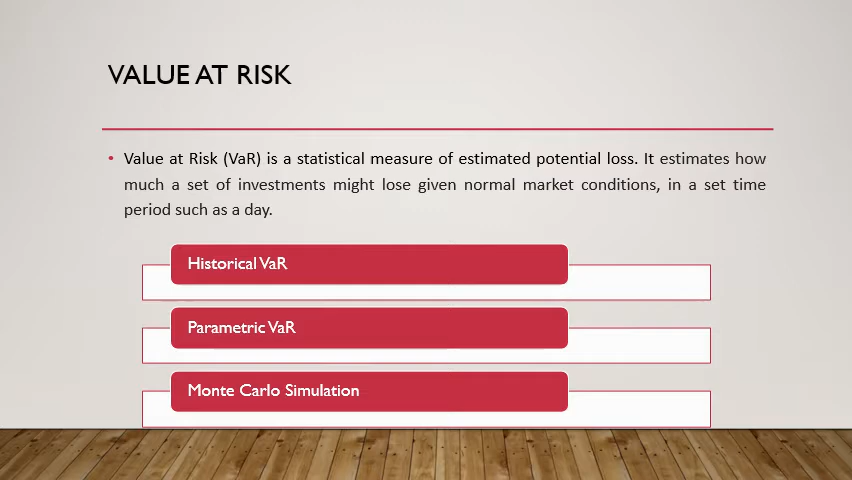 VALUE AT RISK
• Value at Risk (VaR) is a statistical measure of estimated potential loss. It estimates how
much a set of investments might lose given normal market conditions, in a set time
period such as a day.
Historical VaR
Parametric VaR
Monte Carlo Simulation